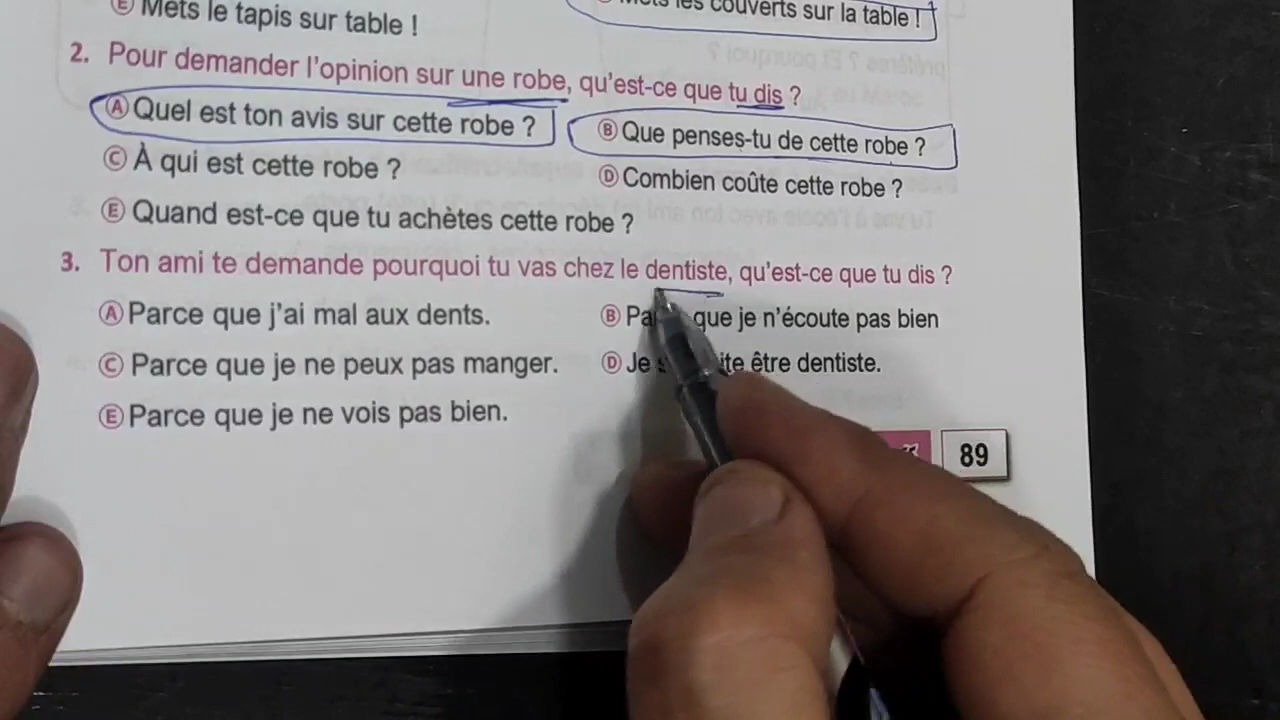 Ⓔ Mets le tapis sur table !
Mets les couverts sur la table !
2. Pour demander l'opinion sur une robe, qu'est-ce que tu dis ?
Ⓐ Quel est ton avis sur cette robe ?
Ⓑ Que penses-tu de cette robe ?
Ⓒ À qui est cette robe ?
Ⓓ Combien coûte cette robe ?
Ⓔ Quand est-ce que tu achètes cette robe ?
3. Ton ami te demande pourquoi tu vas chez le dentiste, qu'est-ce que tu dis ?
Ⓐ Parce que j'ai mal aux dents.
Ⓑ que je n'écoute pas bien
Ⓒ Parce que je ne peux pas manger.
Ⓓ Je être dentiste.
Ⓔ Parce que je ne vois pas bien.
89